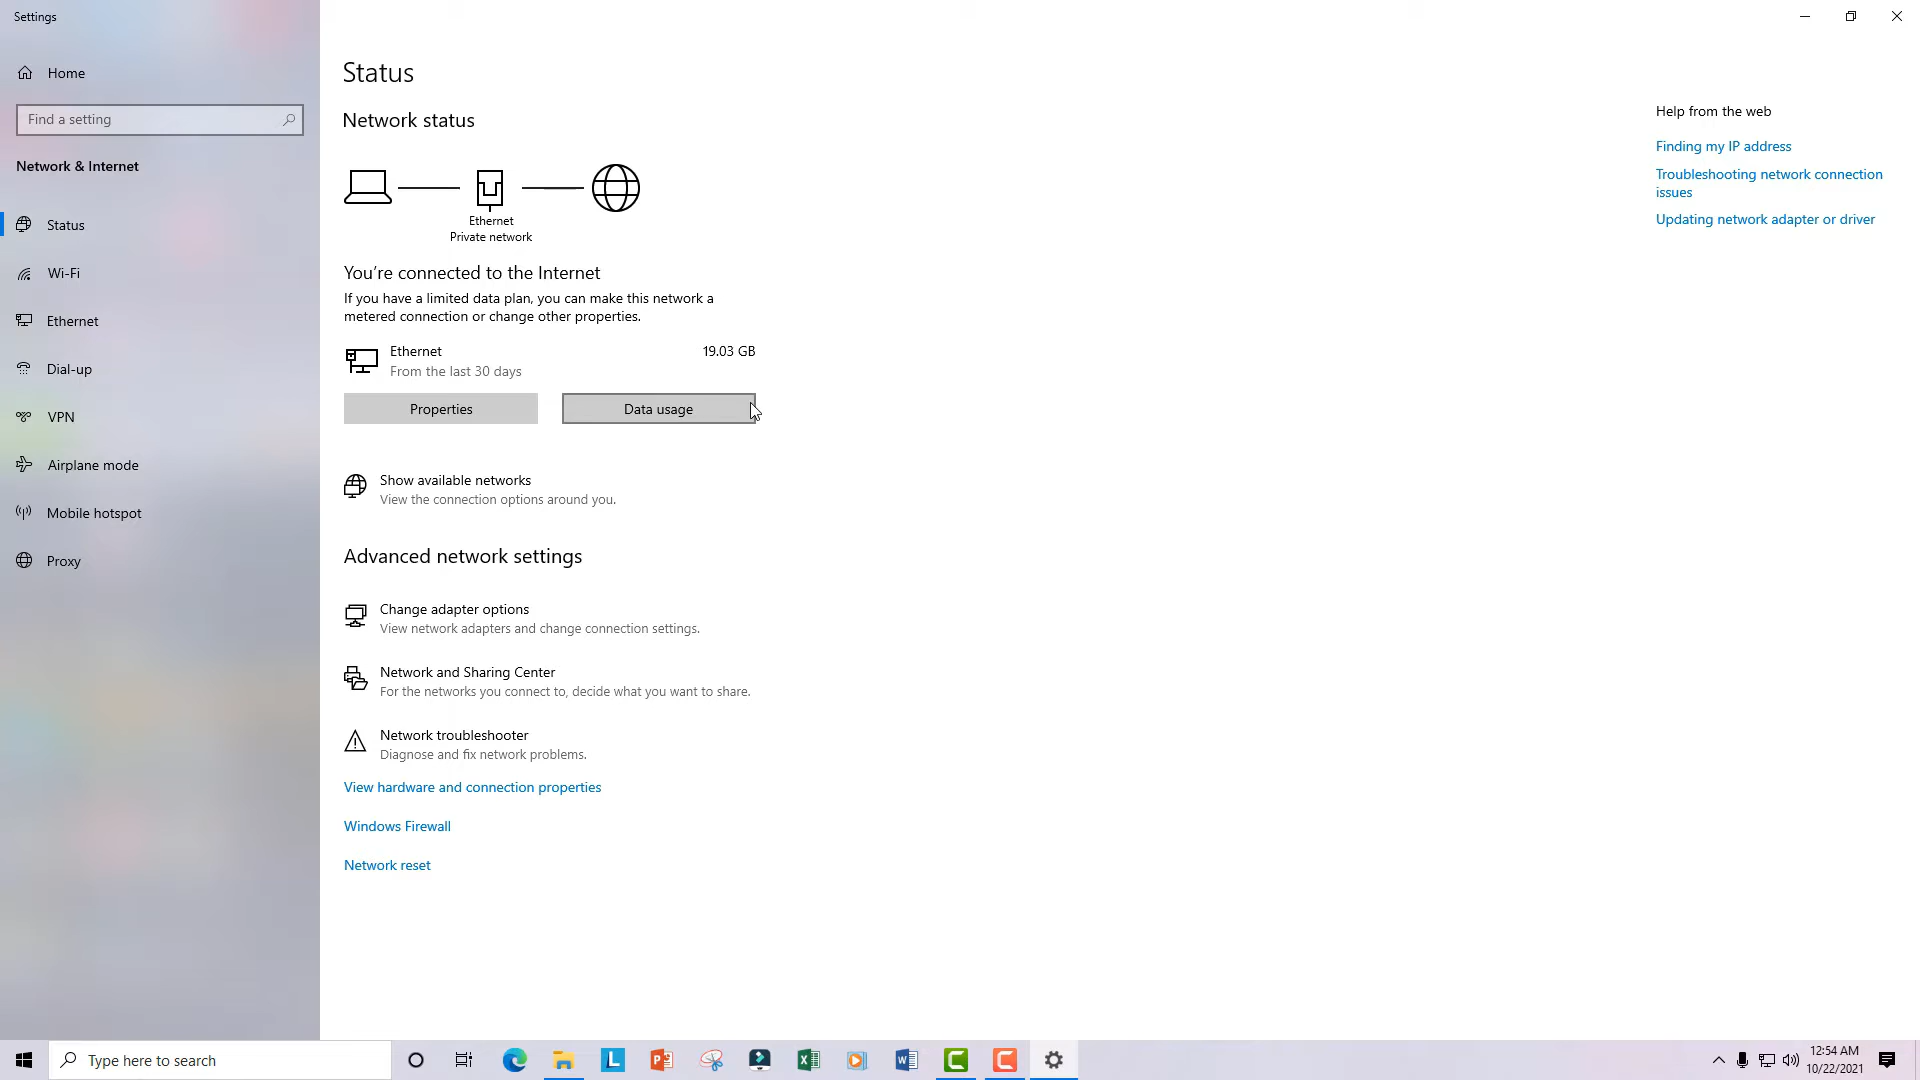 Settings
Home
Find a setting
Network & Internet
Status
Wi-Fi
Ethernet
Dial-up
VPN
Airplane mode
Mobile hotspot
Proxy
Status
Network status
Ethernet
Private network
You're connected to the Internet
If you have a limited data plan, you can make this network a
metered connection or change other properties.
Ethernet 19.03 GB
From the last 30 days
Properties Data usage
Show available networks
View the connection options around you.
Advanced network settings
Change adapter options
View network adapters and change connection settings.
Network and Sharing Center
For the networks you connect to, decide what you want to share.
Network troubleshooter
Diagnose and fix network problems.
View hardware and connection properties
Windows Firewall
Network reset
Help from the web
Finding my IP address
Troubleshooting network connection
issues
Updating network adapter or driver
Type here to search
12:54 AM
10/22/2021